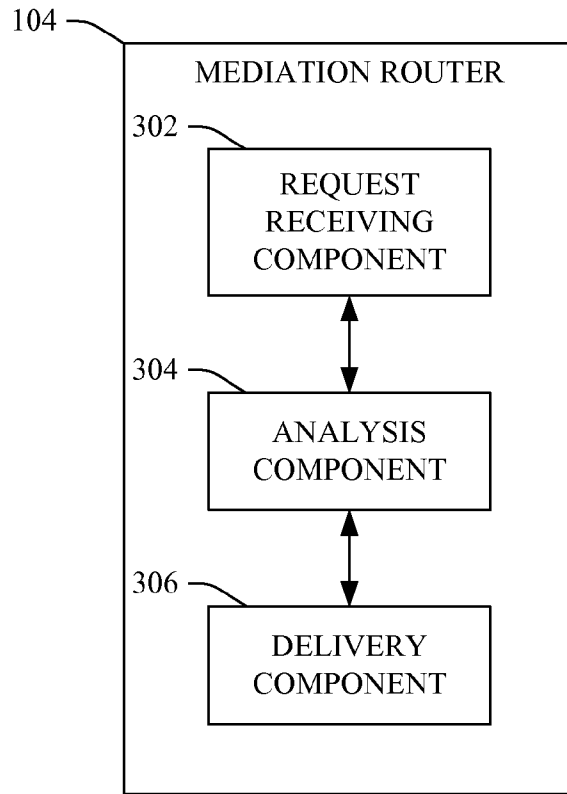 104
MEDIATION ROUTER
302
REQUEST
RECEIVING
COMPONENT
304
ANALYSIS
COMPONENT
306
DELIVERY
COMPONENT